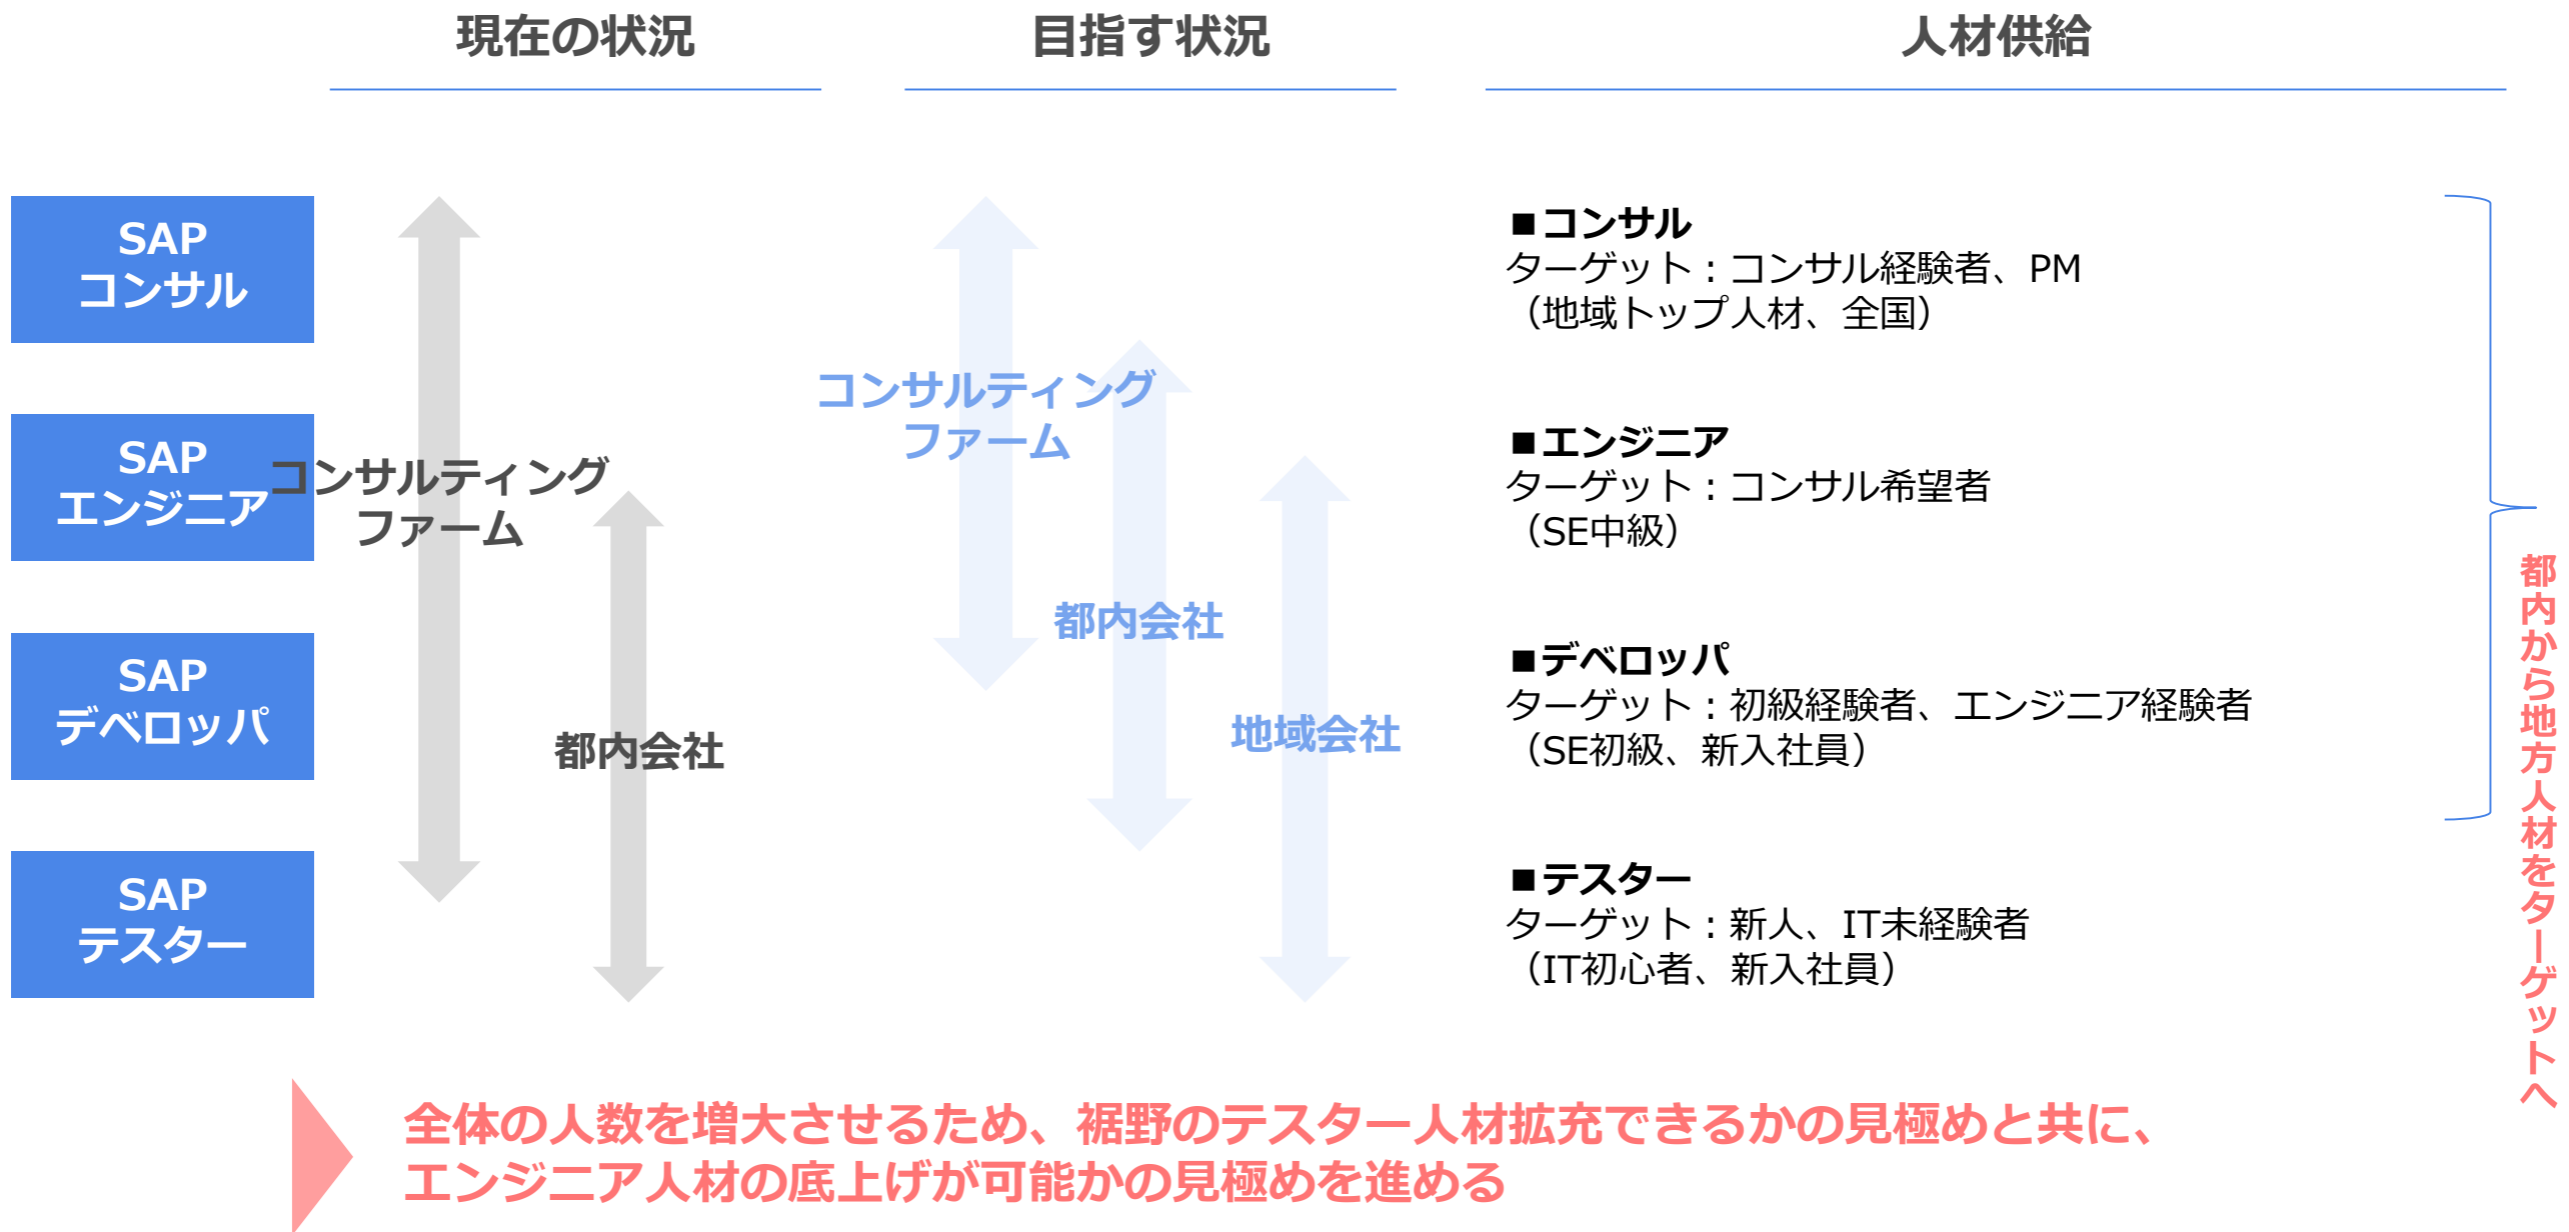 現在の状況
目指す状況
人材供給
SAP
コンサル
SAP
エンジニア
SAP
デベロッパ
SAP
テスター
コンサルティング
ファーム
都内会社
コンサルティング
ファーム
都内会社
地域会社
■コンサル
ターゲット：コンサル経験者、PM
（地域トップ人材、全国）
■エンジニア
ターゲット：コンサル希望者
（SE中級）
■デベロッパ
ターゲット：初級経験者、エンジニア経験者
（SE初級、新入社員）
■テスター
ターゲット：新人、IT未経験者
（IT初心者、新入社員）
都内から地方人材をターゲットへ
全体の人数を増大させるため、裾野のテスター人材拡充できるかの見極めと共に、
エンジニア人材の底上げが可能かの見極めを進める